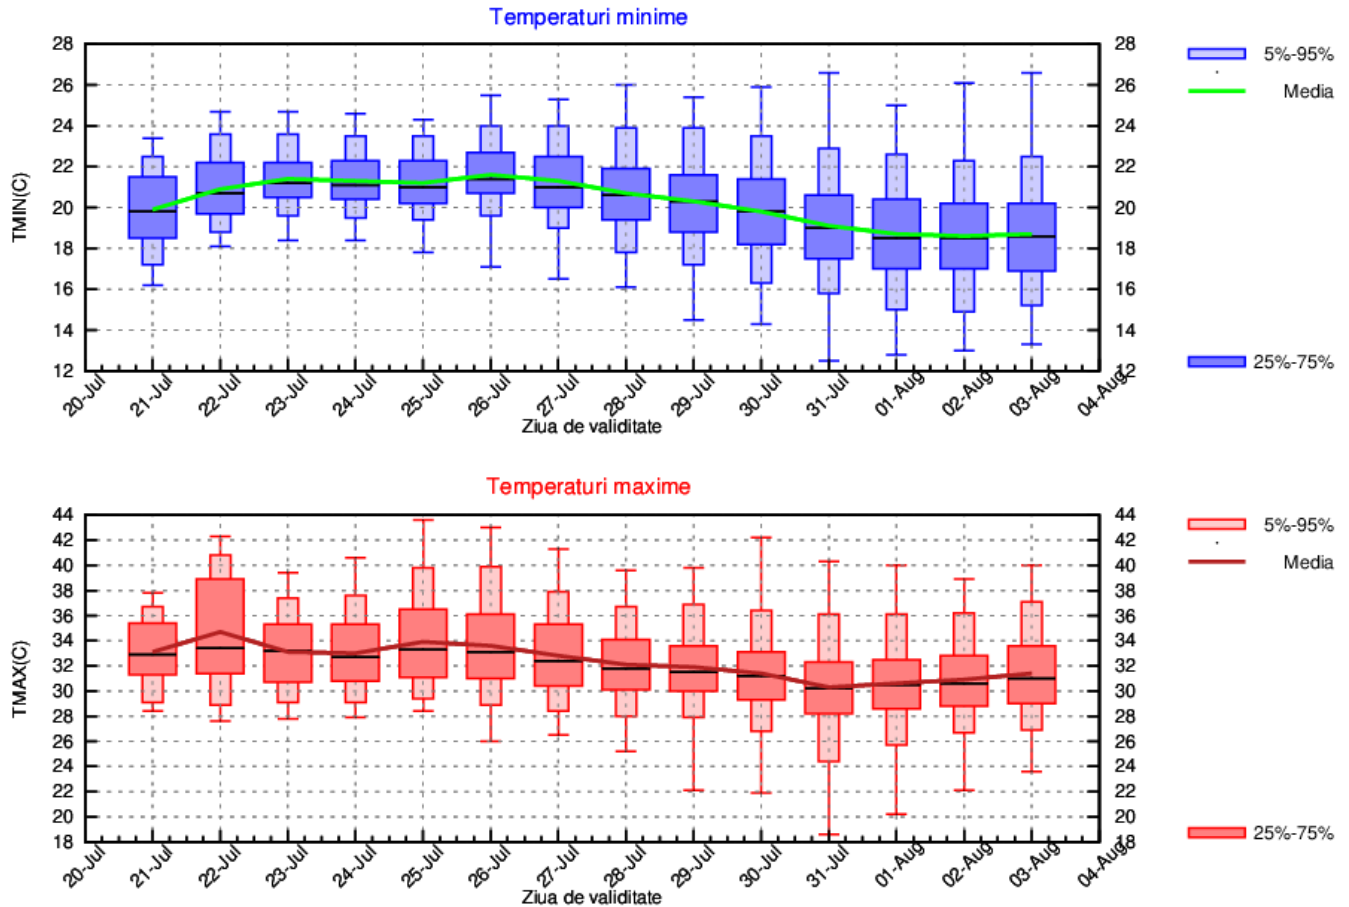 Temperaturi minime
28
26
24
22
20
18
16
14
12
TMIN(C)
28
26
24
22
20
18
16
14
12
20-Jul
21-Jul
22-Jul
23-Jul
24-Jul
25-Jul
26-Jul
27-Jul
28-Jul
29-Jul
30-Jul
31-Jul
01-Aug
02-Aug
03-Aug
04-Aug
Ziua de validitate
5%-95%
Media
25%-75%
Temperaturi maxime
44
42
40
38
36
34
32
30
28
26
24
22
20
18
TMAX(C)
44
42
40
38
36
34
32
30
28
26
24
22
20
18
20-Jul
21-Jul
22-Jul
23-Jul
24-Jul
25-Jul
26-Jul
27-Jul
28-Jul
29-Jul
30-Jul
31-Jul
01-Aug
02-Aug
03-Aug
04-Aug
Ziua de validitate
5%-95%
Media
25%-75%